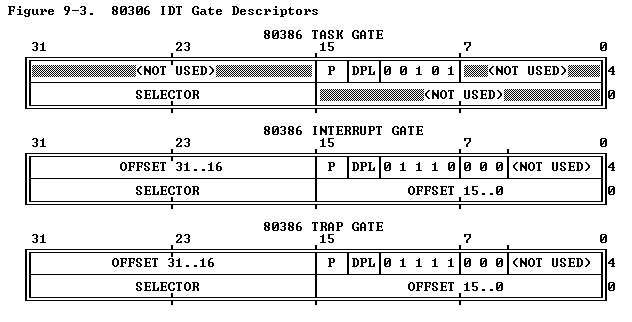 Figure 9-3.  80306 IDT Gate Descriptors
80386 TASK GATE
31 23 15 7 0
(NOT USED) P DPL 0 0 1 0 1 (NOT USED) 4
SELECTOR (NOT USED) 0
80386 INTERRUPT GATE
31 23 15 7 0
OFFSET 31..16 P DPL 0 1 1 1 0 0 0 0 (NOT USED) 4
SELECTOR OFFSET 15..0 0
80386 TRAP GATE
31 23 15 7 0
OFFSET 31..16 P DPL 0 1 1 1 1 0 0 0 (NOT USED) 4
SELECTOR OFFSET 15..0 0